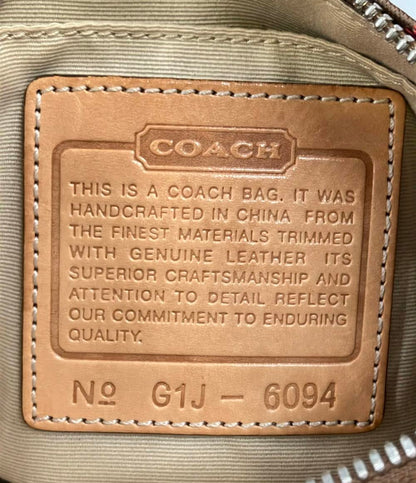 COACH
THIS IS A COACH BAG. IT WAS
HANDCRAFTED IN CHINA FROM
THE FINEST MATERIALS TRIMMED
WITH GENUINE LEATHER ITS
SUPERIOR CRAFTSMANSHIP AND
ATTENTION TO DETAIL REFLECT
OUR COMMITMENT TO ENDURING
QUALITY.
Nº G1J – 6094